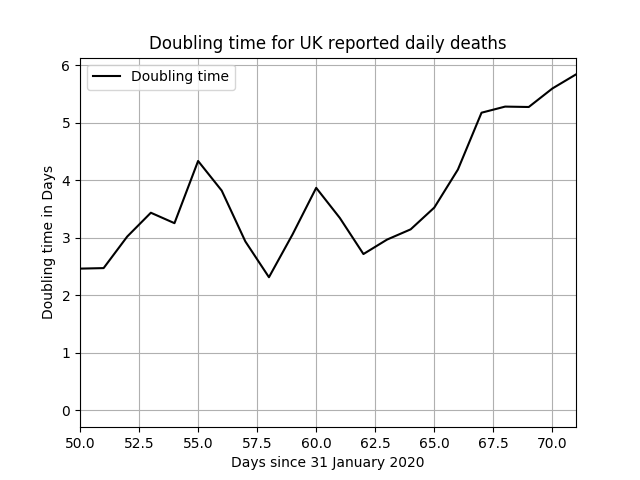 Doubling time for UK reported daily deaths
Doubling time
6
5
4
3
2
1
0
Doubling time in Days
50.0 52.5 55.0 57.5 60.0 62.5 65.0 67.5 70.0
Days since 31 January 2020